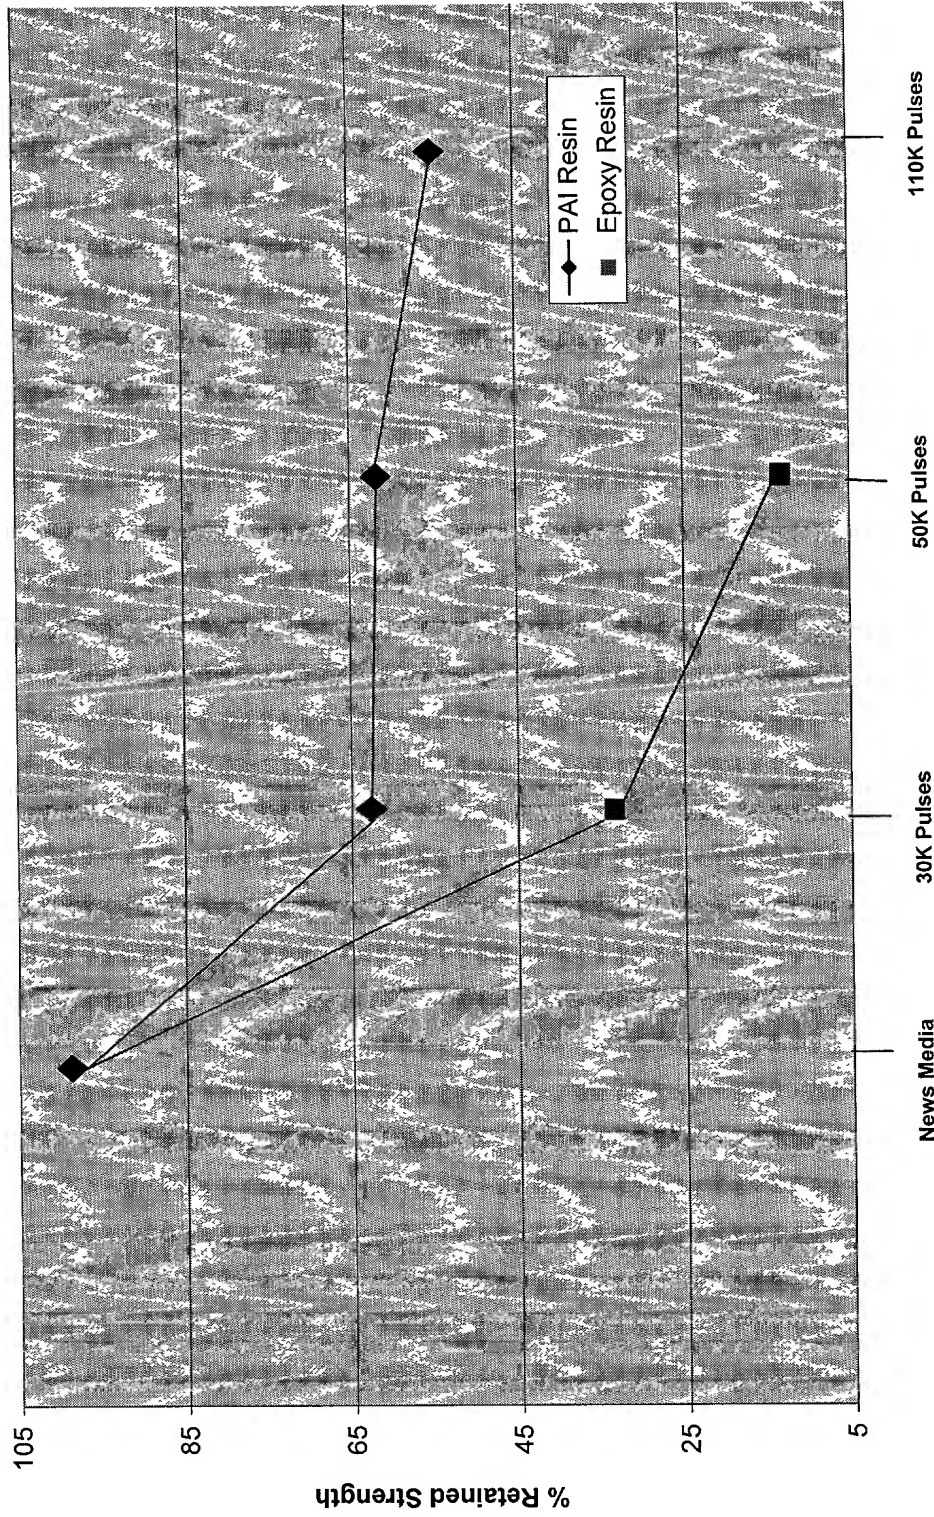 % Retained Strength
105
85
65
45
25
5
News Media
30K Pulses
50K Pulses
110K Pulses
PAI Resin
Epoxy Resin